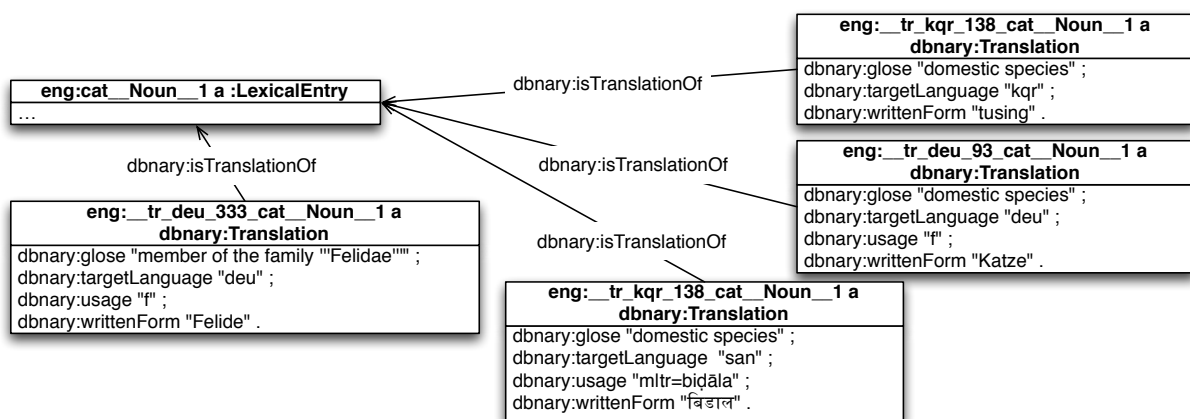 eng:__tr_kqr_138_cat__Noun__1 a
dbnary:Translation
dbnary:glose "domestic species" ;
dbnary:targetLanguage "kqr" ;
dbnary:writtenForm "tusing" .
dbnary:isTranslationOf
eng:cat__Noun__1 a :LexicalEntry
...
dbnary:isTranslationOf
dbnary:isTranslationOf
eng:__tr_deu_93_cat__Noun__1 a
dbnary:Translation
dbnary:glose "domestic species" ;
dbnary:targetLanguage "deu" ;
dbnary:usage "f" ;
dbnary:writtenForm "Katze" .
eng:__tr_deu_333_cat__Noun__1 a
dbnary:Translation
dbnary:glose "member of the family '''Felidae'''" ;
dbnary:targetLanguage "deu" ;
dbnary:usage "f" ;
dbnary:writtenForm "Felide" .
dbnary:isTranslationOf
eng:__tr_kqr_138_cat__Noun__1 a
dbnary:Translation
dbnary:glose "domestic species" ;
dbnary:targetLanguage "san" ;
dbnary:usage "mltr=biḍāla" ;
dbnary:writtenForm "बिडाल" .